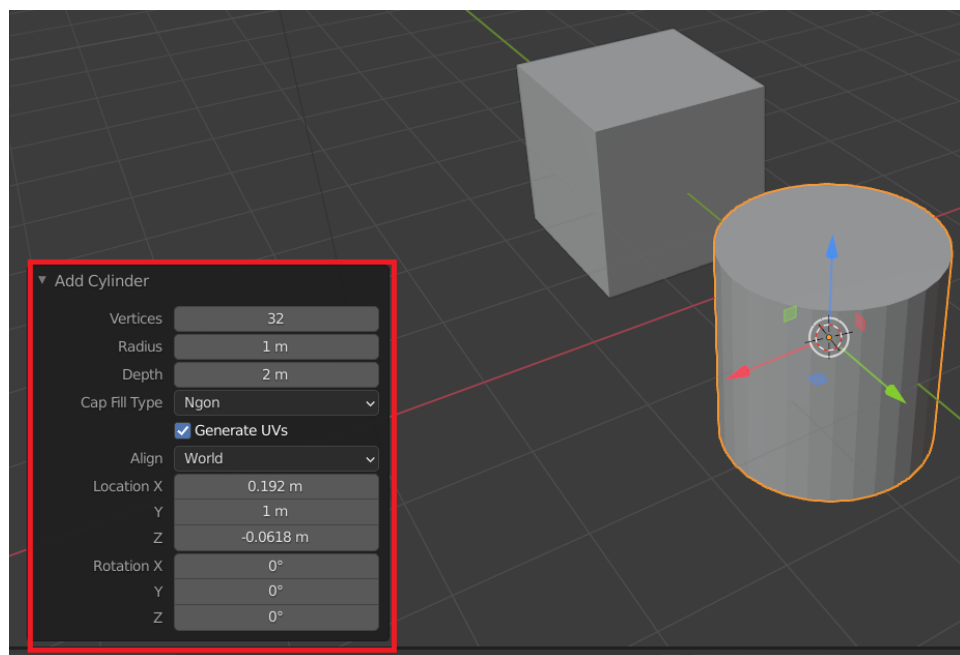 Add Cylinder
Vertices 32
Radius 1 m
Depth 2 m
Cap Fill Type Ngon
Generate UVs
Align World
Location X 0.192 m
Y 1 m
Z -0.0618 m
Rotation X 0°
Y 0°
Z 0°